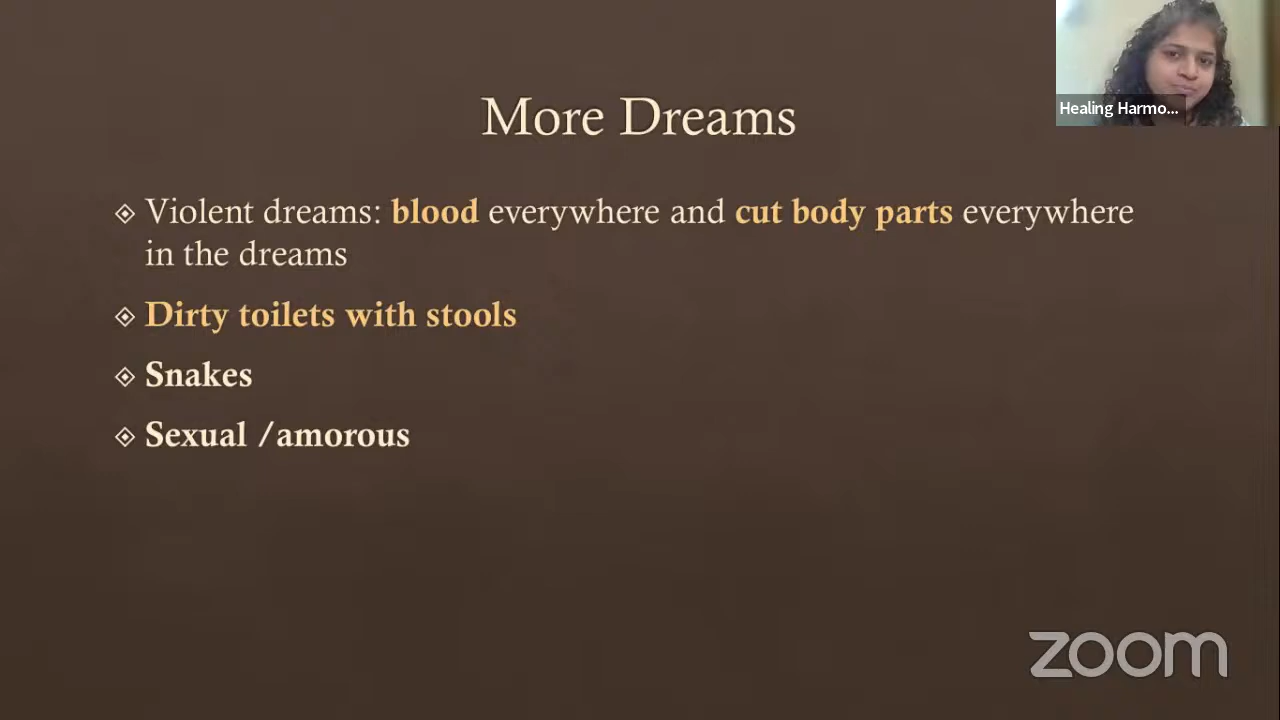 More Dreams
Healing Harmo...
Violent dreams: blood everywhere and cut body parts everywhere
in the dreams
Dirty toilets with stools
Snakes
Sexual /amorous
zoom